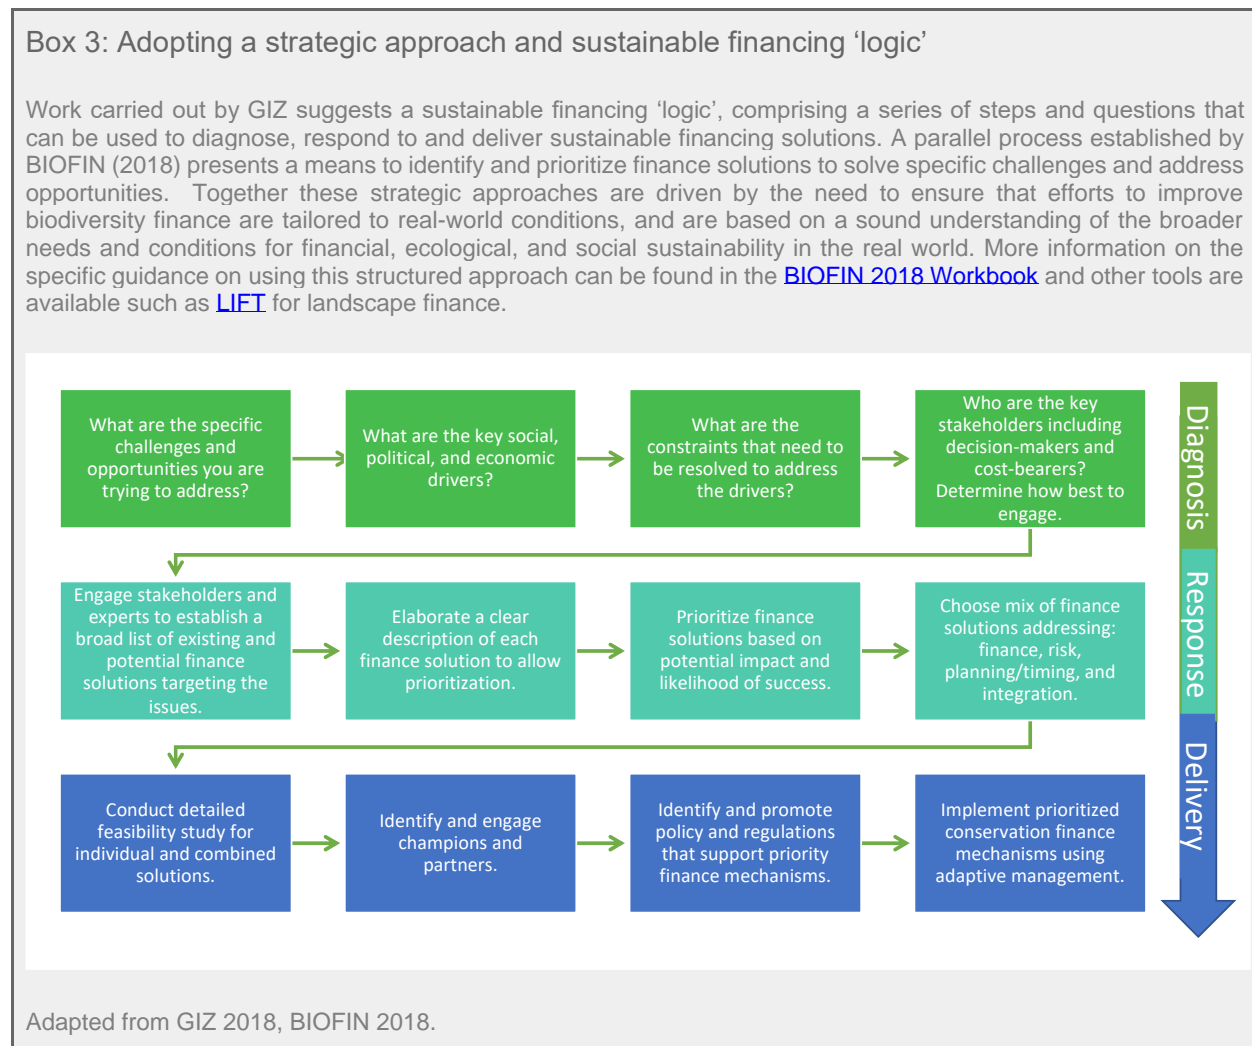 Box 3: Adopting a strategic approach and sustainable financing ‘logic’
Work carried out by GIZ suggests a sustainable financing ‘logic’, comprising a series of steps and questions that
can be used to diagnose, respond to and deliver sustainable financing solutions. A parallel process established by
BIOFIN (2018) presents a means to identify and prioritize finance solutions to solve specific challenges and address
opportunities. Together these strategic approaches are driven by the need to ensure that efforts to improve
biodiversity finance are tailored to real-world conditions, and are based on a sound understanding of the broader
needs and conditions for financial, ecological, and social sustainability in the real world. More information on the
specific guidance on using this structured approach can be found in the BIOFIN 2018 Workbook and other tools are
available such as LIFT for landscape finance.
What are the specific
challenges and
opportunities you are
trying to address?
What are the key social,
political, and economic
drivers?
What are the
constraints that need to
be resolved to address
the drivers?
Who are the key
stakeholders including
decision-makers and
cost-bearers?
Determine how best to
engage.
Diagnosis
Engage stakeholders and
experts to establish a
broad list of existing and
potential finance
solutions targeting the
issues.
Elaborate a clear
description of each
finance solution to allow
prioritization.
Prioritize finance
solutions based on
potential impact and
likelihood of success.
Choose mix of finance
solutions addressing:
finance, risk,
planning/timing, and
integration.
Response
Conduct detailed
feasibility study for
individual and combined
solutions.
Identify and engage
champions and
partners.
Identify and promote
policy and regulations
that support priority
finance mechanisms.
Implement prioritized
conservation finance
mechanisms using
adaptive management.
Delivery
Adapted from GIZ 2018, BIOFIN 2018.